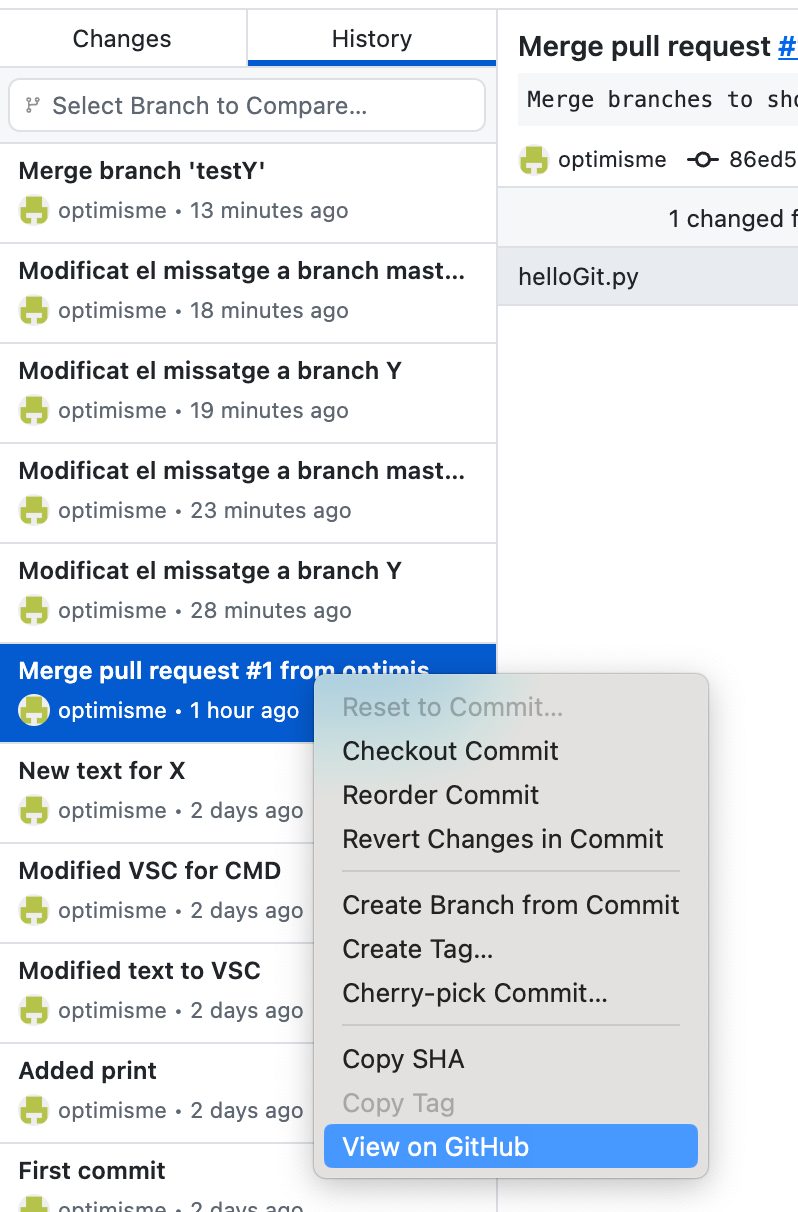 Changes
History
Select Branch to Compare...
Merge branch 'testY'
optimisme • 13 minutes ago
Modificat el missatge a branch mast...
optimisme • 18 minutes ago
Modificat el missatge a branch Y
optimisme • 19 minutes ago
Modificat el missatge a branch mast...
optimisme • 23 minutes ago
Modificat el missatge a branch Y
optimisme • 28 minutes ago
Merge pull request #1 from optimis
optimisme • 1 hour ago
New text for X
optimisme • 2 days ago
Modified VSC for CMD
optimisme • 2 days ago
Modified text to VSC
optimisme • 2 days ago
Added print
optimisme • 2 days ago
First commit
optimisme • 2 days ago
Reset to Commit...
Checkout Commit
Reorder Commit
Revert Changes in Commit
Create Branch from Commit
Create Tag...
Cherry-pick Commit...
Copy SHA
Copy Tag
View on GitHub
Merge pull request #
Merge branches to sho
optimisme 86ed5
1 changed f
helloGit.py